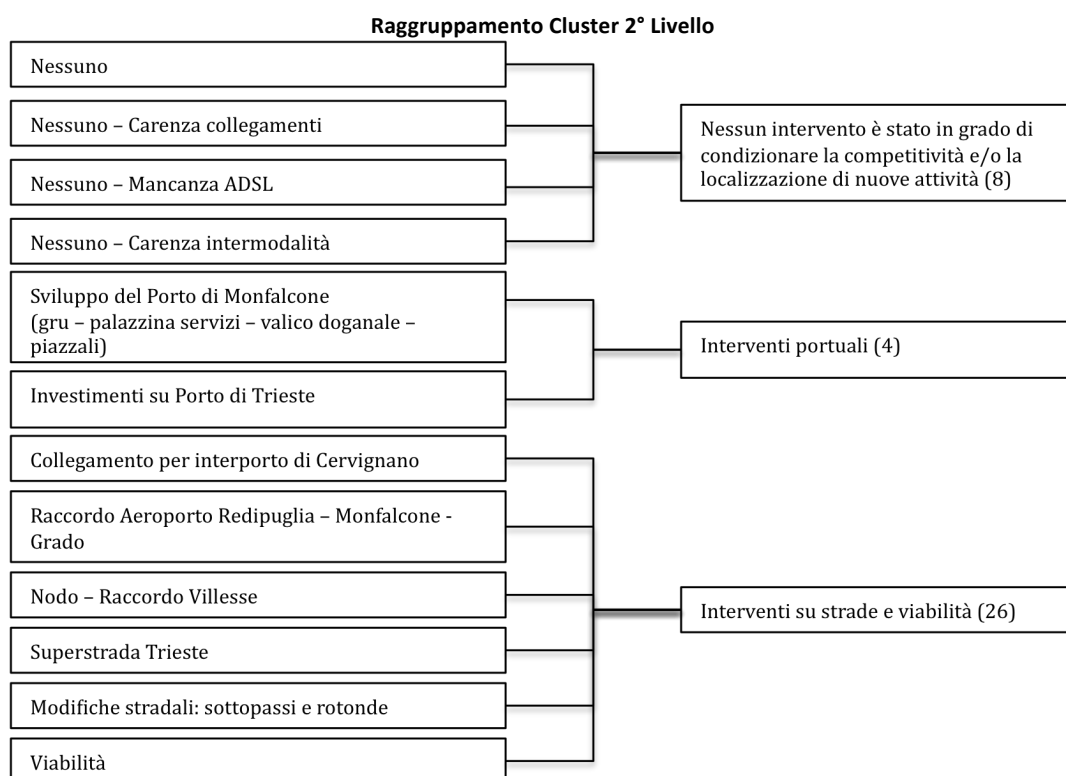 Raggruppamento Cluster 2° Livello
Nessuno
Nessuno – Carenza collegamenti
Nessuno – Mancanza ADSL
Nessuno – Carenza intermodalità
Nessun intervento è stato in grado di
condizionare la competitività e/o la
localizzazione di nuove attività (8)
Sviluppo del Porto di Monfalcone
(gru – palazzina servizi – valico doganale –
piazzali)
Investimenti su Porto di Trieste
Interventi portuali (4)
Collegamento per interporto di Cervignano
Raccordo Aeroporto Redipuglia – Monfalcone -
Grado
Nodo – Raccordo Villesse
Superstrada Trieste
Modifiche stradali: sottopassi e rotonde
Viabilità
Interventi su strade e viabilità (26)